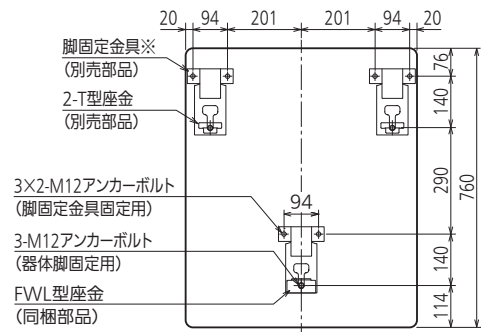 20 94 201 201 94 20
脚固定金具※
(別売部品)
2-T型座金
(別売部品)
76
140
290
760
3×2-M12アンカーボルト
(脚固定金具固定用)
94
3-M12アンカーボルト
(器体脚固定用)
140
FWL型座金
(同梱部品)
114